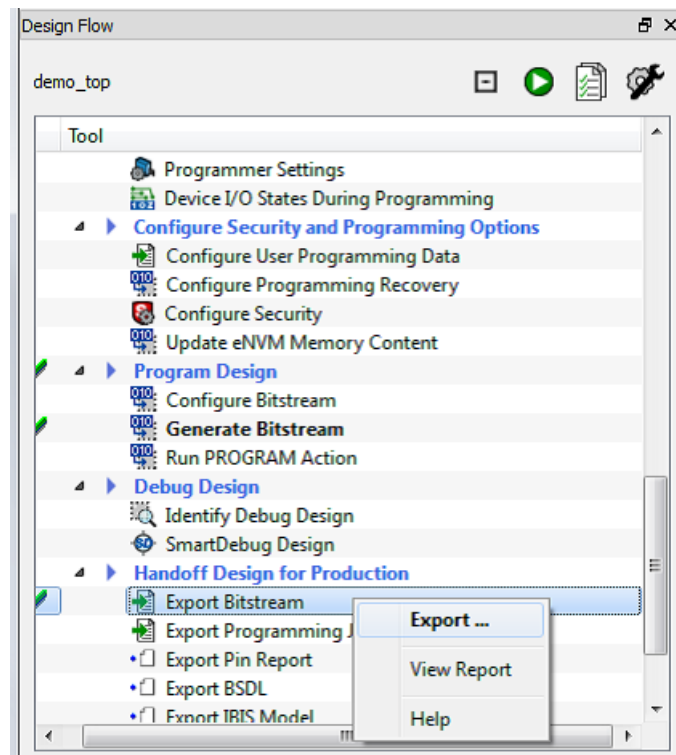 Design Flow
demo_top
Tool
Programmer Settings
Device I/O States During Programming
Configure Security and Programming Options
Configure User Programming Data
Configure Programming Recovery
Configure Security
Update eNVM Memory Content
Program Design
Configure Bitstream
Generate Bitstream
Run PROGRAM Action
Debug Design
Identify Debug Design
SmartDebug Design
Handoff Design for Production
Export Bitstream
Export ...
Export Programming J
View Report
Export Pin Report
Export BSDL
Help
Export IBIS Model